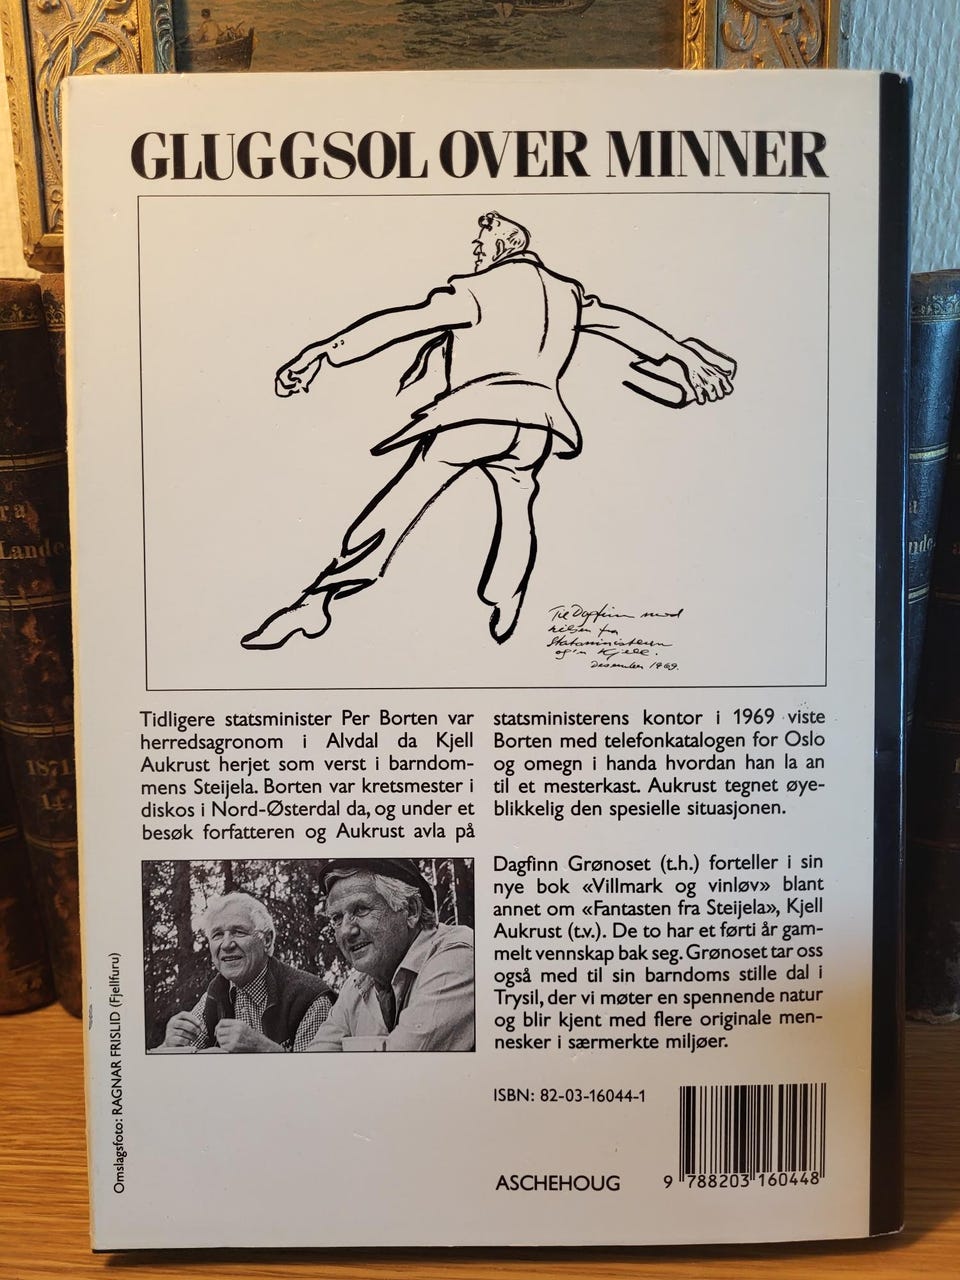 GLUGGSOL OVER MINNER
Til Dagfinn med
hilsen fra
Statsministeren
og'n Kjell.
Desember 1969.
Tidligere statsminister Per Borten var
herredsagronom i Alvdal da Kjell
Aukrust herjet som verst i barndom-
mens Steijela. Borten var kretsmester i
diskos i Nord-Østerdal da, og under et
besøk forfatteren og Aukrust avla på
statsministerens kontor i 1969 viste
Borten med telefonkatalogen for Oslo
og omegn i handa hvordan han la an
til et mesterkast. Aukrust tegnet øye-
blikkelig den spesielle situasjonen.
Dagfinn Grønoset (t.h.) forteller i sin
nye bok «Villmark og vinløv» blant
annet om «Fantasten fra Steijela», Kjell
Aukrust (t.v.). De to har et førti år gam-
melt vennskap bak seg. Grønoset tar oss
også med til sin barndoms stille dal i
Trysil, der vi møter en spennende natur
og blir kjent med flere originale men-
nesker i særmerkte miljøer.
Omslagsfoto: RAGNAR FRISLID (Fjellfuru)
ISBN: 82-03-16044-1
ASCHEHOUG
9 788203 160448
Lande
1871
14.